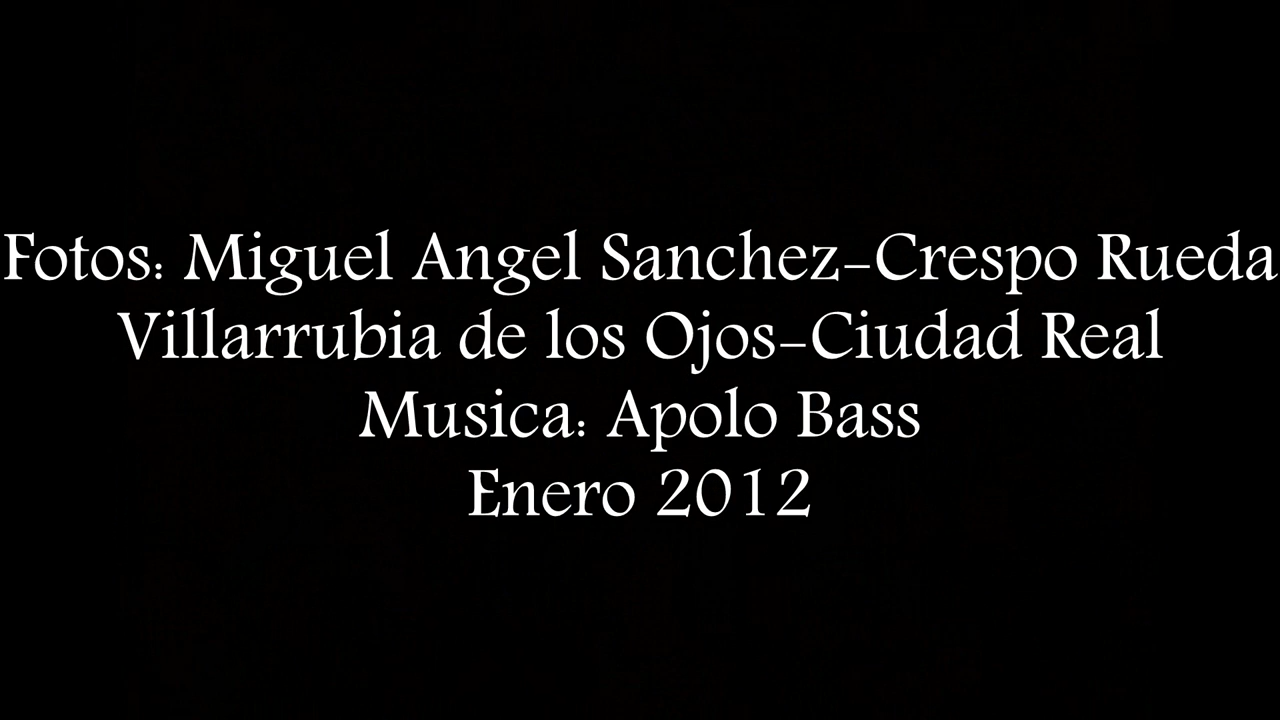 Fotos: Miguel Angel Sanchez-Crespo Rueda
Villarrubia de los Ojos-Ciudad Real
Musica: Apolo Bass
Enero 2012